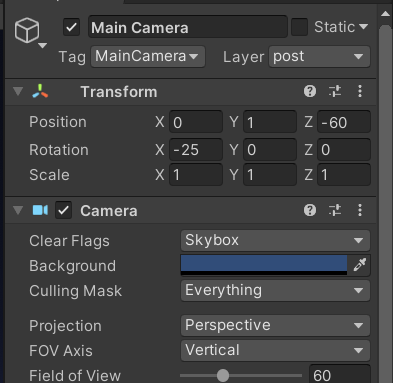 Main Camera Static
Tag MainCamera Layer post
Transform
Position X 0 Y 1 Z -60
Rotation X -25 Y 0 Z 0
Scale X 1 Y 1 Z 1
Camera
Clear Flags Skybox
Background
Culling Mask Everything
Projection Perspective
FOV Axis Vertical
Field of View 60